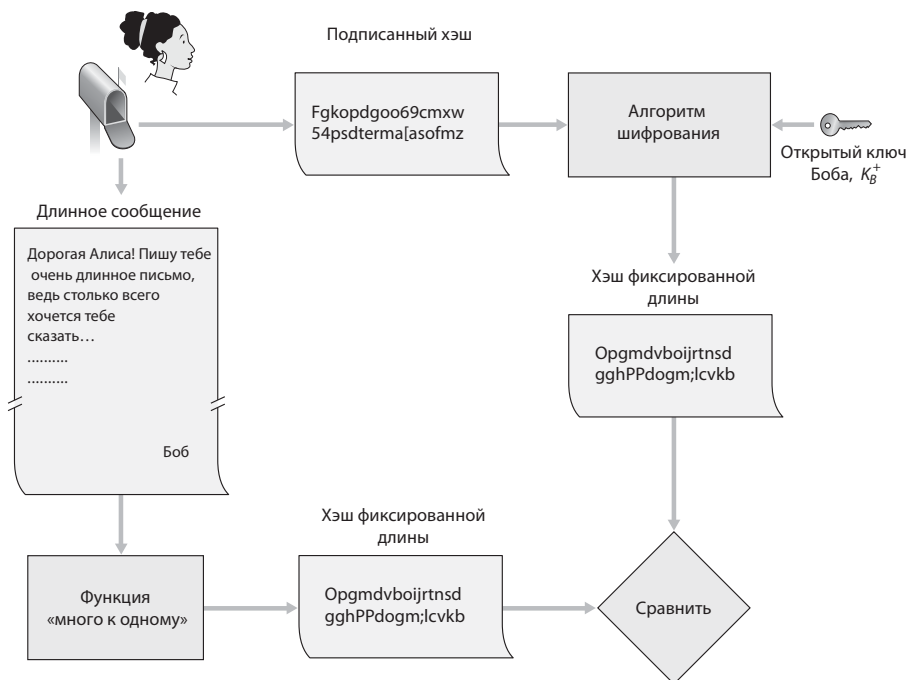 Подписанный хэш
Fgkopdgoo69cmxw
54psdterma[asofmz
Алгоритм
шифрования
Открытый ключ
Боба, K_B^+
Длинное сообщение
Дорогая Алиса! Пишу тебе
очень длинное письмо,
ведь столько всего
хочется тебе
сказать…
..........
..........
Боб
Хэш фиксированной
длины
Opgmdvboijrtnsd
gghPPdogm;lcvkb
Хэш фиксированной
длины
Функция
«много к одному»
Opgmdvboijrtnsd
gghPPdogm;lcvkb
Сравнить